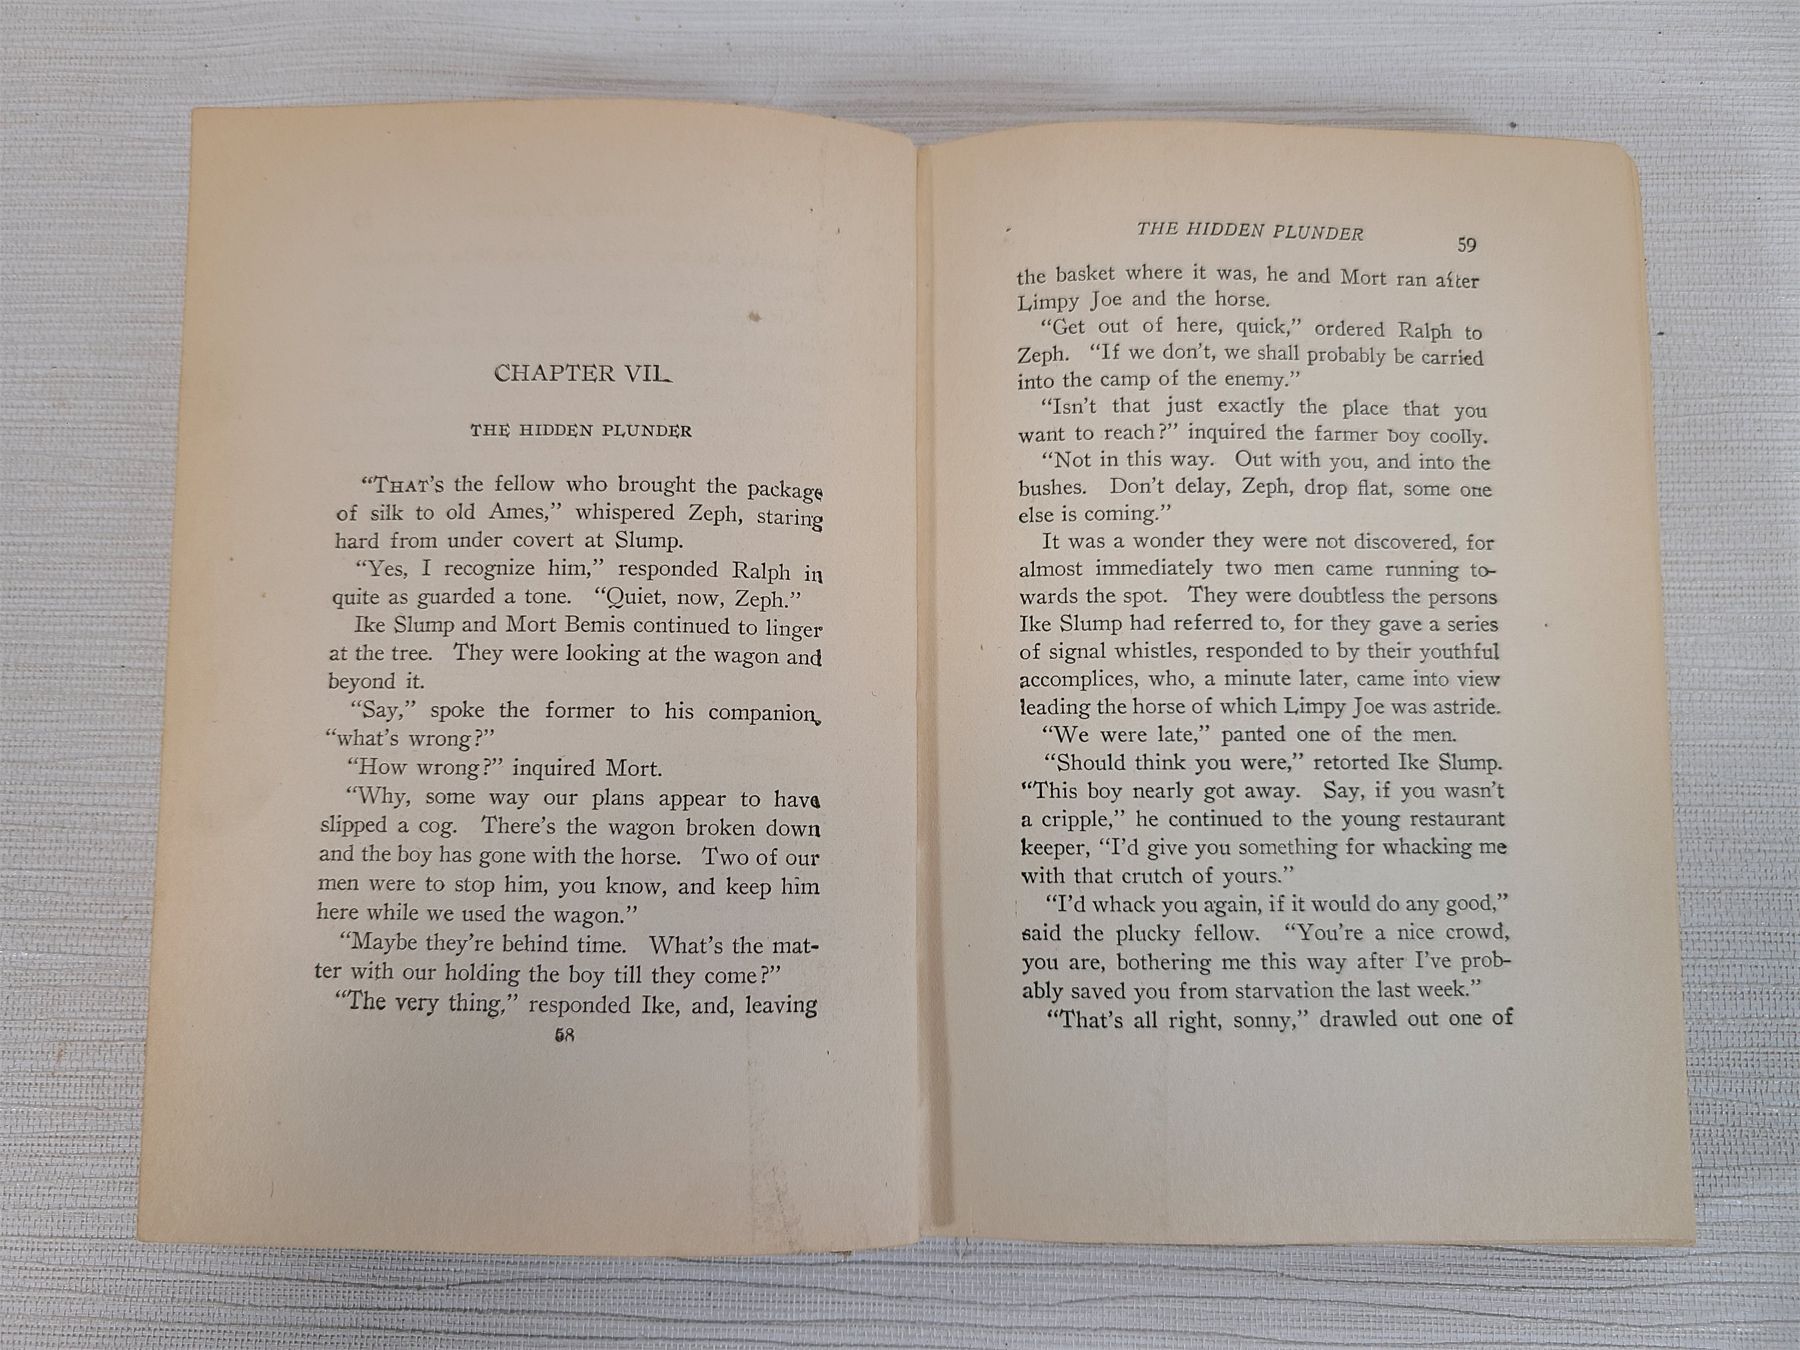 CHAPTER VII.
THE HIDDEN PLUNDER
“THAT’S the fellow who brought the package
of silk to old Ames,” whispered Zeph, staring
hard from under covert at Slump.
“Yes, I recognize him,” responded Ralph in
quite as guarded a tone. “Quiet, now, Zeph.”
Ike Slump and Mort Bemis continued to linger
at the tree. They were looking at the wagon and
beyond it.
“Say,” spoke the former to his companion,
“what’s wrong?”
“How wrong?” inquired Mort.
“Why, some way our plans appear to have
slipped a cog. There’s the wagon broken down
and the boy has gone with the horse. Two of our
men were to stop him, you know, and keep him
here while we used the wagon.”
“Maybe they’re behind time. What’s the mat-
ter with our holding the boy till they come?”
“The very thing,” responded Ike, and, leaving
58
THE HIDDEN PLUNDER 59
the basket where it was, he and Mort ran after
Limpy Joe and the horse.
“Get out of here, quick,” ordered Ralph to
Zeph. “If we don’t, we shall probably be carried
into the camp of the enemy.”
“Isn’t that just exactly the place that you
want to reach?” inquired the farmer boy coolly.
“Not in this way. Out with you, and into the
bushes. Don’t delay, Zeph, drop flat, some one
else is coming.”
It was a wonder they were not discovered, for
almost immediately two men came running to-
wards the spot. They were doubtless the persons
Ike Slump had referred to, for they gave a series
of signal whistles, responded to by their youthful
accomplices, who, a minute later, came into view
leading the horse of which Limpy Joe was astride.
“We were late,” panted one of the men.
“Should think you were,” retorted Ike Slump.
“This boy nearly got away. Say, if you wasn’t
a cripple,” he continued to the young restaurant
keeper, “I’d give you something for whacking me
with that crutch of yours.”
“I’d whack you again, if it would do any good,”
said the plucky fellow. “You’re a nice crowd,
you are, bothering me this way after I’ve prob-
ably saved you from starvation the last week.”
“That’s all right, sonny,” drawled out one of